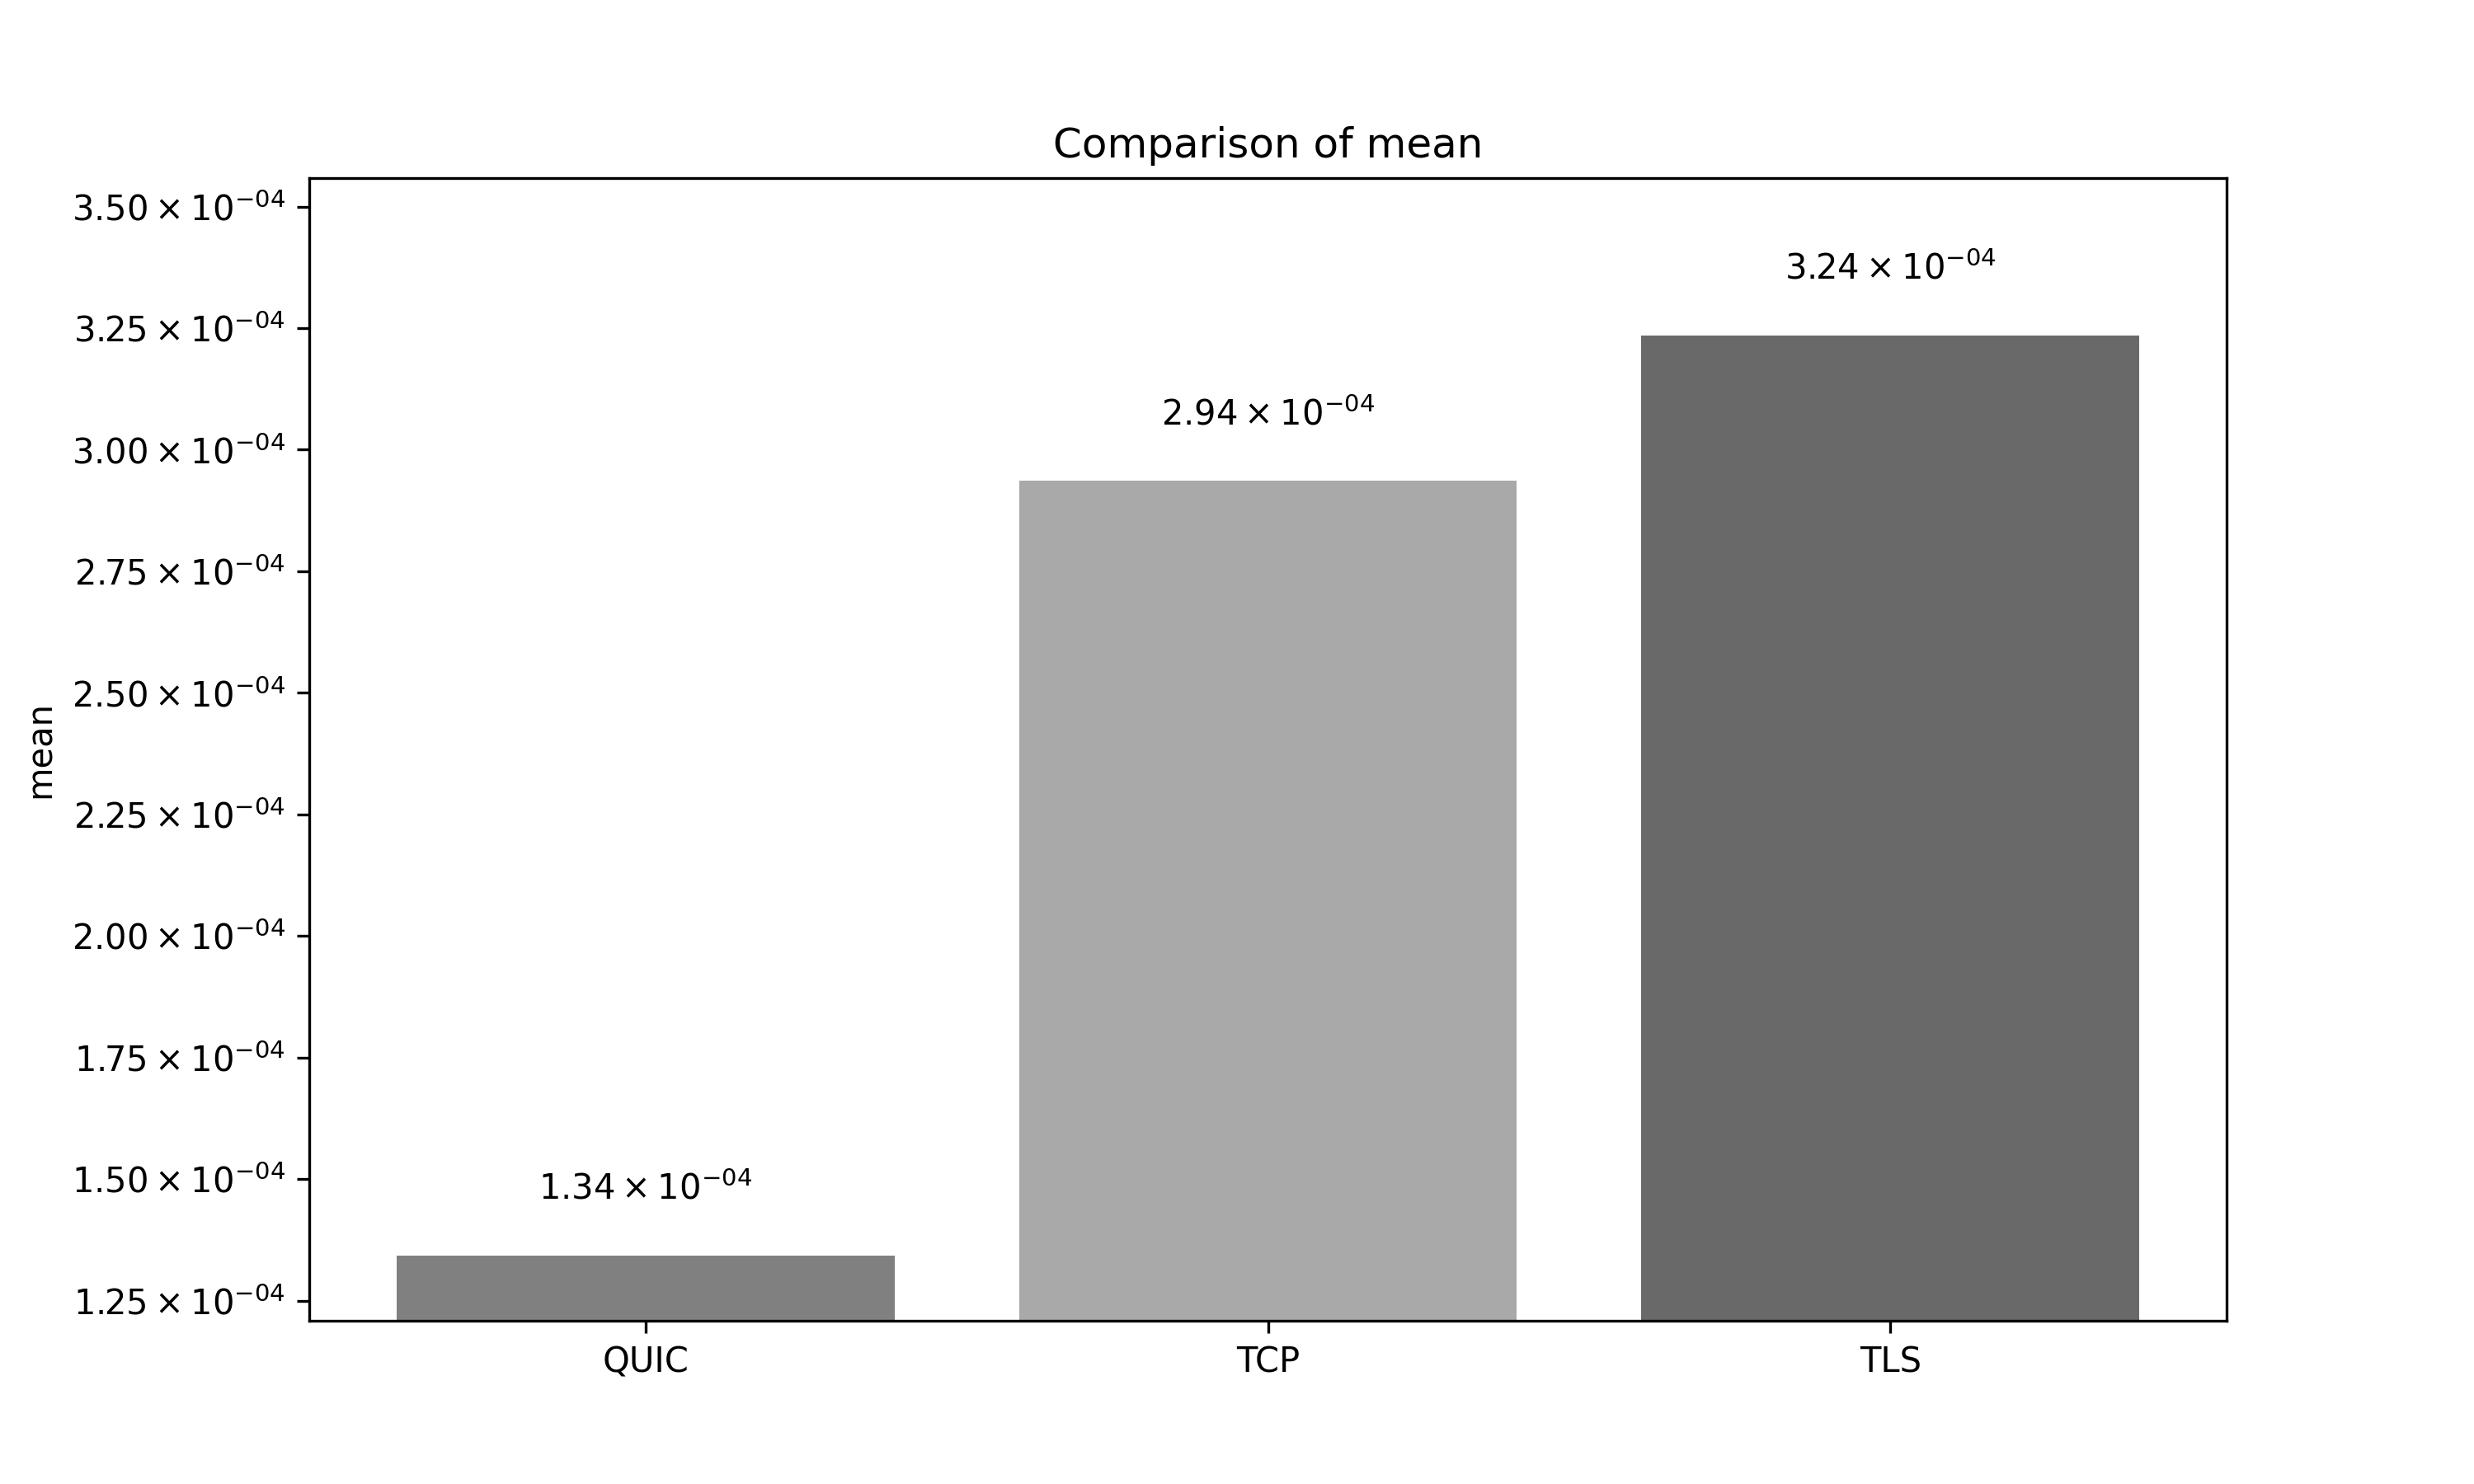 Comparison of mean
mean
3.50 × 10⁻⁰⁴
3.25 × 10⁻⁰⁴
3.00 × 10⁻⁰⁴
2.75 × 10⁻⁰⁴
2.50 × 10⁻⁰⁴
2.25 × 10⁻⁰⁴
2.00 × 10⁻⁰⁴
1.75 × 10⁻⁰⁴
1.50 × 10⁻⁰⁴
1.25 × 10⁻⁰⁴
1.34 × 10⁻⁰⁴
2.94 × 10⁻⁰⁴
3.24 × 10⁻⁰⁴
QUIC
TCP
TLS